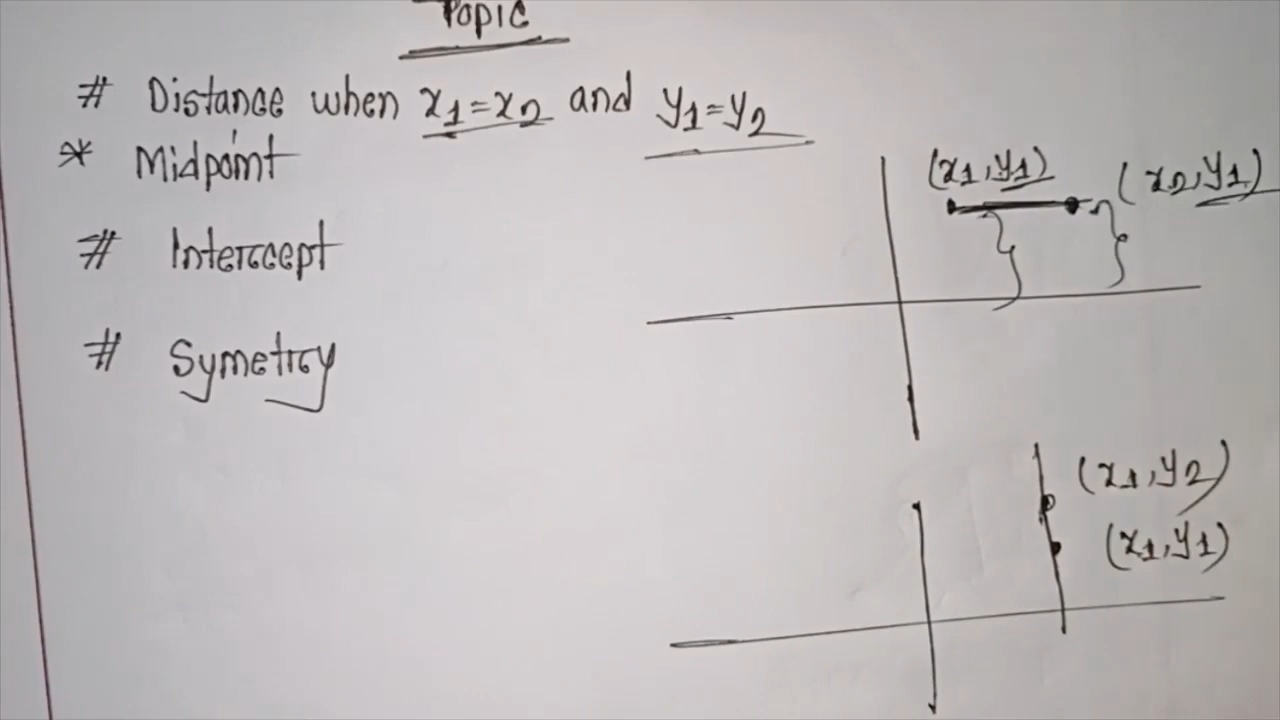 Topic
# Distance when x1=x2 and y1=y2
* Midpoint
# Intercept
# Symetry
(x1,y1) (x2,y1)
(x1,y2)
(x1,y1)